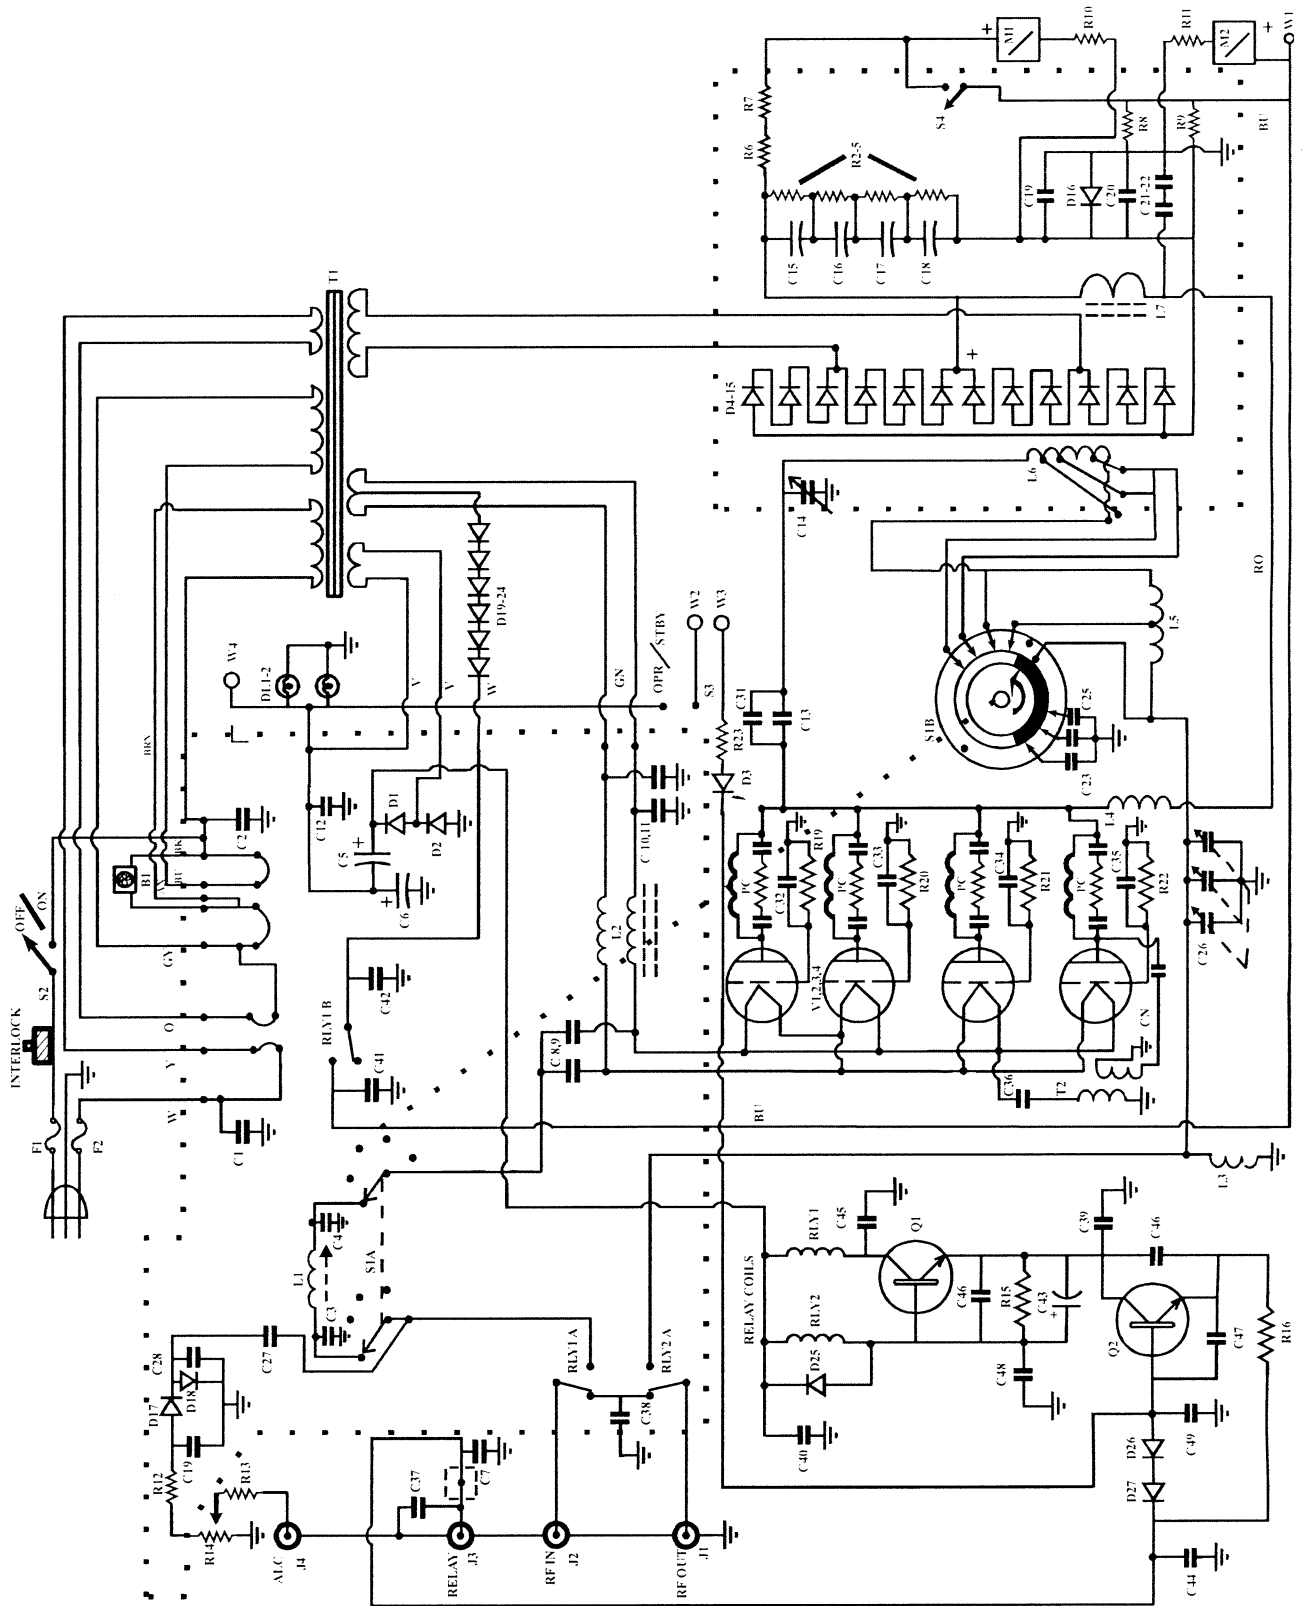 INTERLOCK
S2
OFF
ON
F1
F2
W
Y
O
GY
B1
BU
BK
BRN
C1
C2
T1
W4
DL1-2
V
V
W
D19-24
C12
C5
+
C6
+
D1
D2
RLY1B
C41
C42
L2
C10,11
C8,9
GN
OPR
STBY
S3
W2
W3
R23
D3
C31
C13
C14
L6
D4-15
+
L7
R7
R6
R2-5
C15
C16
C17
C18
S4
+
M1
R10
R11
M2
+
W1
C19
D16
C20
C21-22
R8
R9
BU
RO
S1B
C25
C23
L5
L4
PC
PC
PC
PC
C32
R19
C33
R20
C34
R21
C35
R22
V1,2,3,4
CN
C26
C36
T2
BU
L3
L1
C3
C4
S1A
C27
C28
D17
D18
C19
R12
R13
R14
ALC
J4
RELAY
J3
RF IN
J2
RF OUT
J1
C37
C7
C38
RLY1A
RLY2A
RELAY COILS
RLY1
RLY2
D25
C40
C45
Q1
C46
R15
C43
+
C48
C39
C46
Q2
C47
R16
C49
D26
D27
C44